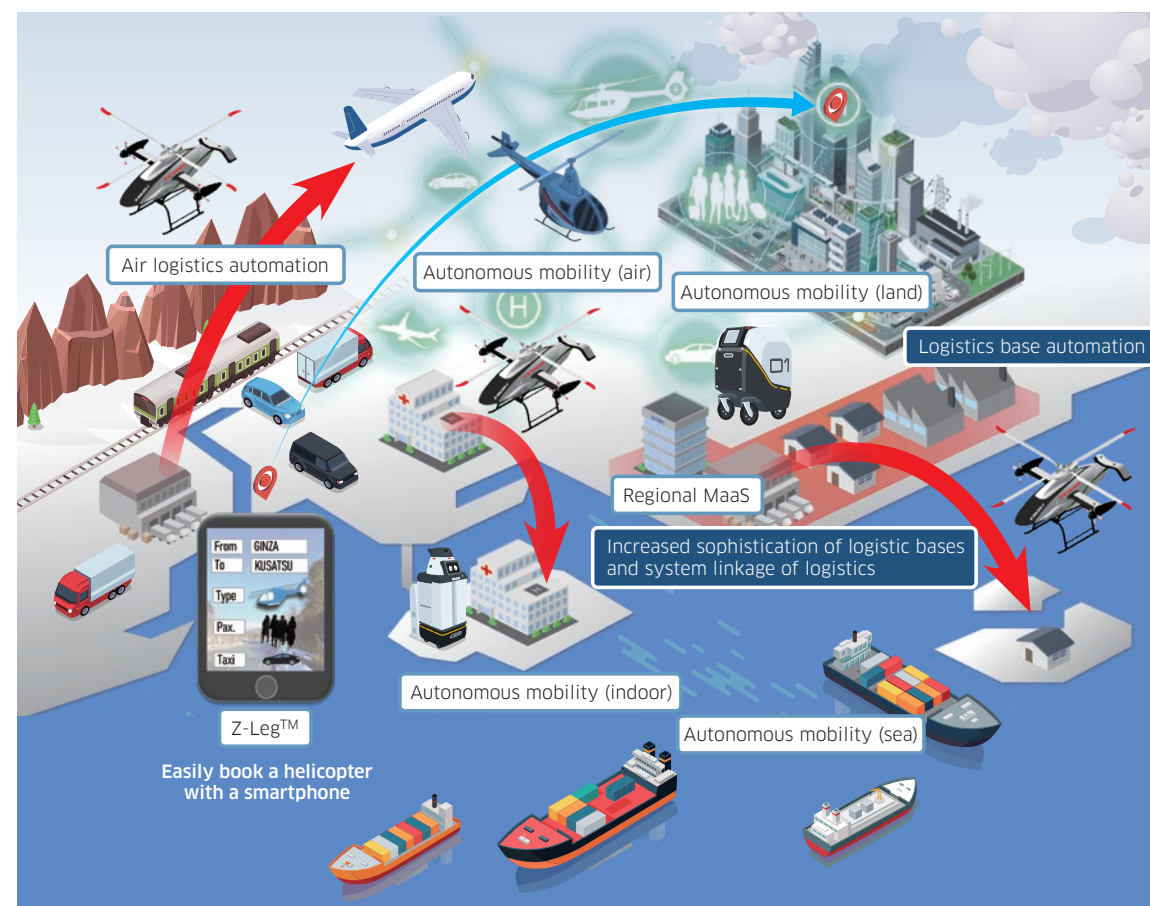 Air logistics automation
Autonomous mobility (air)
H
Autonomous mobility (land)
Logistics base automation
01
Regional MaaS
Increased sophistication of logistic bases
and system linkage of logistics
From GINZA
To KUSATSU
Type
Pax.
Taxi
Z-Leg™
Easily book a helicopter
with a smartphone
Autonomous mobility (indoor)
H
Autonomous mobility (sea)